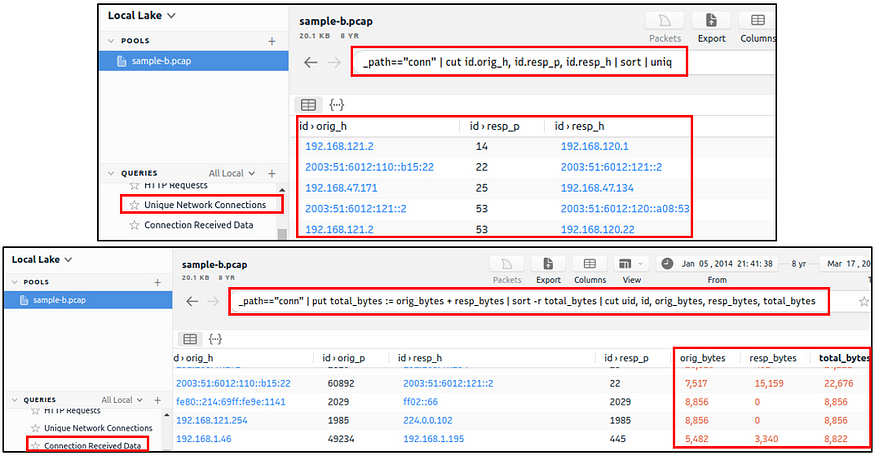 Local Lake
POOLS +
sample-b.pcap
QUERIES All Local +
HTTP Requests
Unique Network Connections
Connection Received Data
sample-b.pcap
20.1 KB 8 YR
Packets Export Columns
_path=="conn" | cut id.orig_h, id.resp_p, id.resp_h | sort | uniq
id › orig_h id › resp_p id › resp_h
192.168.121.2 14 192.168.120.1
2003:51:6012:110::b15:22 22 2003:51:6012:121::2
192.168.47.171 25 192.168.47.134
2003:51:6012:121::2 53 2003:51:6012:120::a08:53
192.168.121.2 53 192.168.120.22
Local Lake
POOLS +
sample-b.pcap
QUERIES All Local +
HTTP Requests
Unique Network Connections
Connection Received Data
sample-b.pcap
20.1 KB 8 YR
Packets Export Columns View
Jan 05, 2014 21:41:38 8 yr Mar 17, 20
From
_path=="conn" | put total_bytes := orig_bytes + resp_bytes | sort -r total_bytes | cut uid, id, orig_bytes, resp_bytes, total_bytes
id › orig_h id › orig_p id › resp_h id › resp_p orig_bytes resp_bytes total_bytes
2003:51:6012:110::b15:22 60892 2003:51:6012:121::2 22 7,517 15,159 22,676
fe80::214:69ff:fe9e:1141 2029 ff02::66 2029 8,856 0 8,856
192.168.121.254 1985 224.0.0.102 1985 8,856 0 8,856
192.168.1.46 49234 192.168.1.195 445 5,482 3,340 8,822